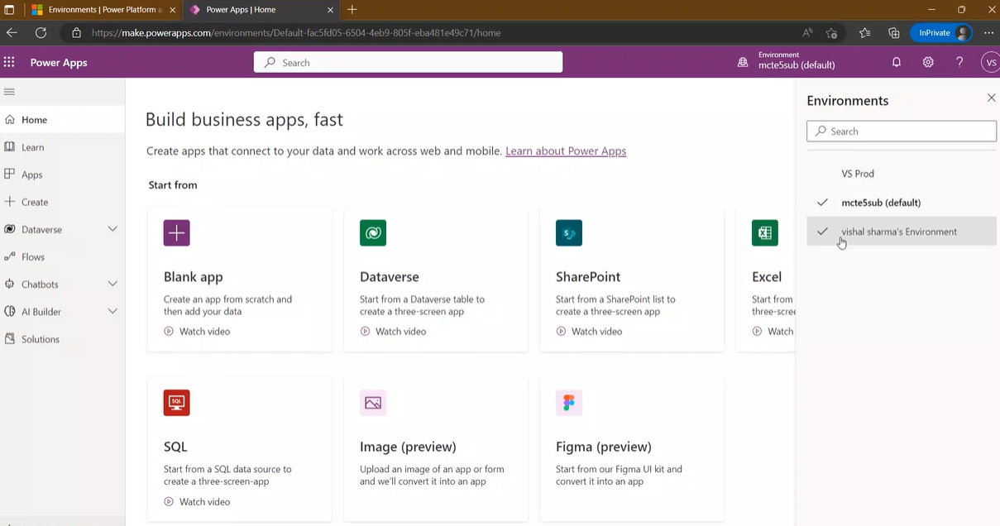 Environments | Power Platform a
Power Apps | Home
https://make.powerapps.com/environments/Default-fac5fd05-6504-4eb9-805f-eba481e49c71/home
InPrivate
Power Apps
Search
Environment
mcte5sub (default)
VS
Home
Learn
Apps
Create
Dataverse
Flows
Chatbots
AI Builder
Solutions
Build business apps, fast
Create apps that connect to your data and work across web and mobile. Learn about Power Apps
Start from
Blank app
Create an app from scratch and
then add your data
Watch video
Dataverse
Start from a Dataverse table to
create a three-screen app
Watch video
SharePoint
Start from a SharePoint list to
create a three-screen app
Watch video
Excel
Start from
three-scree
Watch
SQL
SQL
Start from a SQL data source to
create a three-screen-app
Watch video
Image (preview)
Upload an image of an app or form
and we'll convert it into an app
Figma (preview)
Start from our Figma UI kit and
convert it into an app
Environments
Search
VS Prod
mcte5sub (default)
vishal sharma's Environment